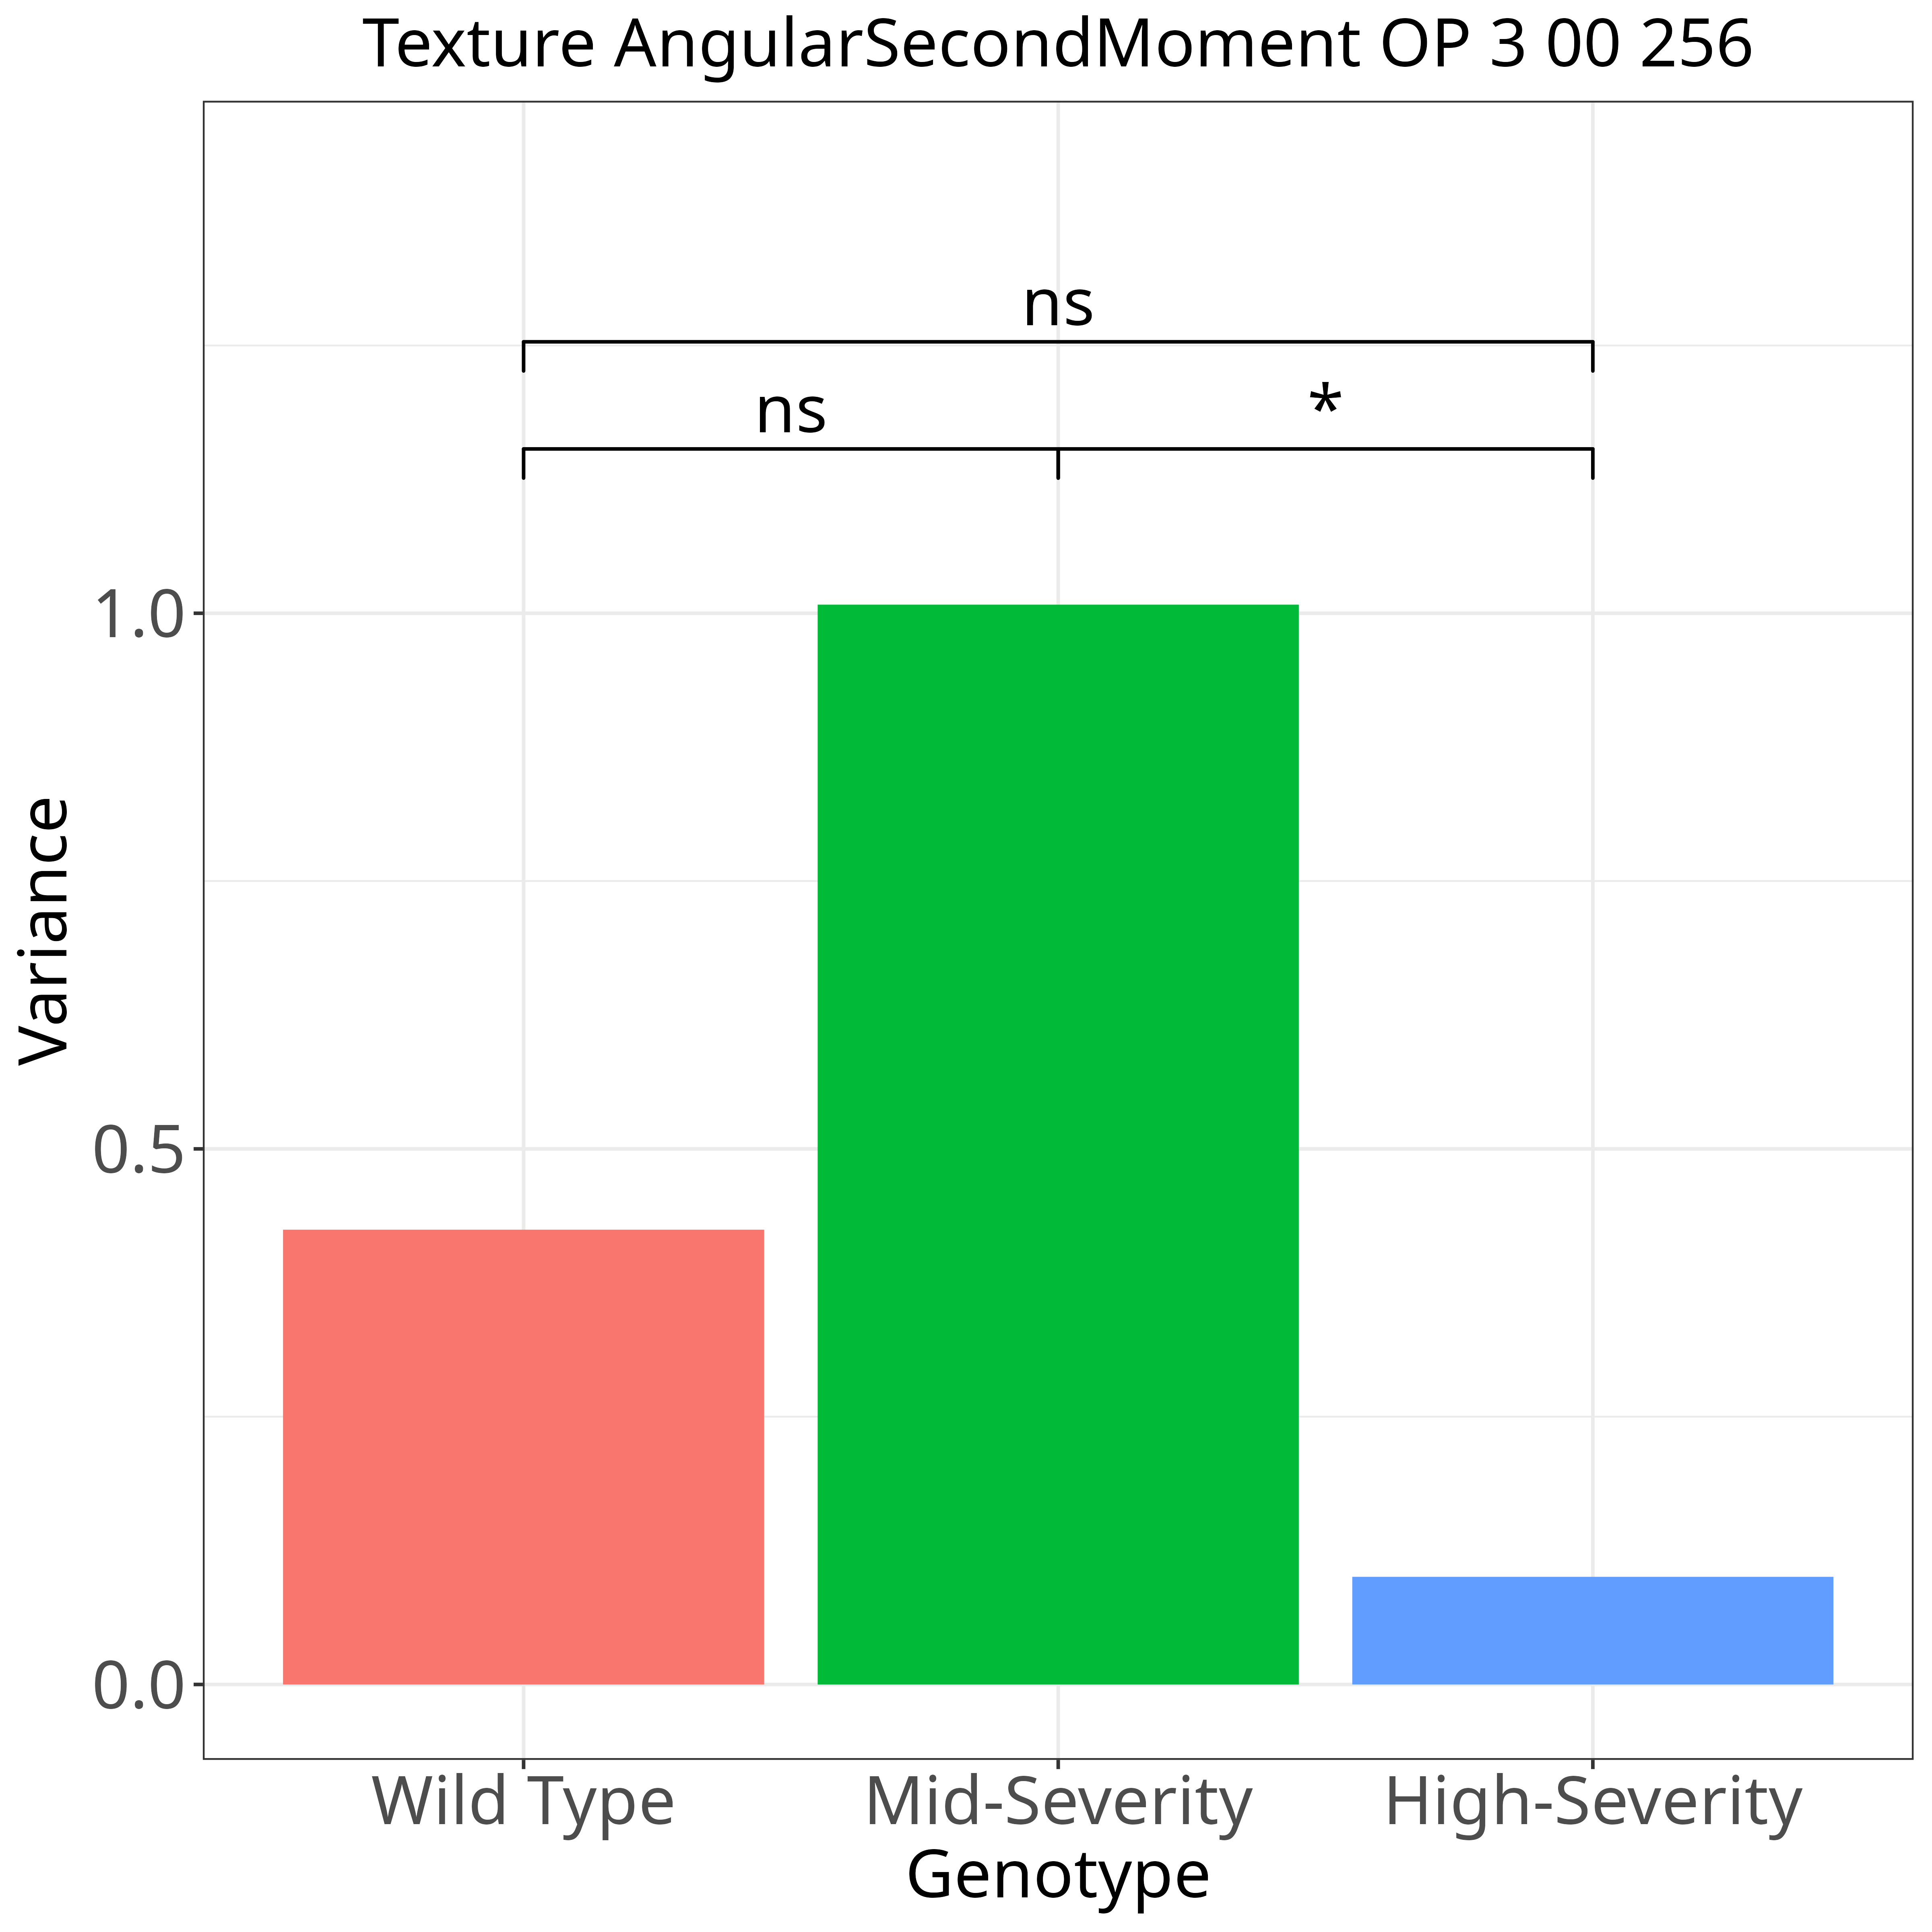 Texture AngularSecondMoment OP 3 00 256
ns
ns *
1.0
0.5
0.0
Variance
Wild Type Mid-Severity High-Severity
Genotype